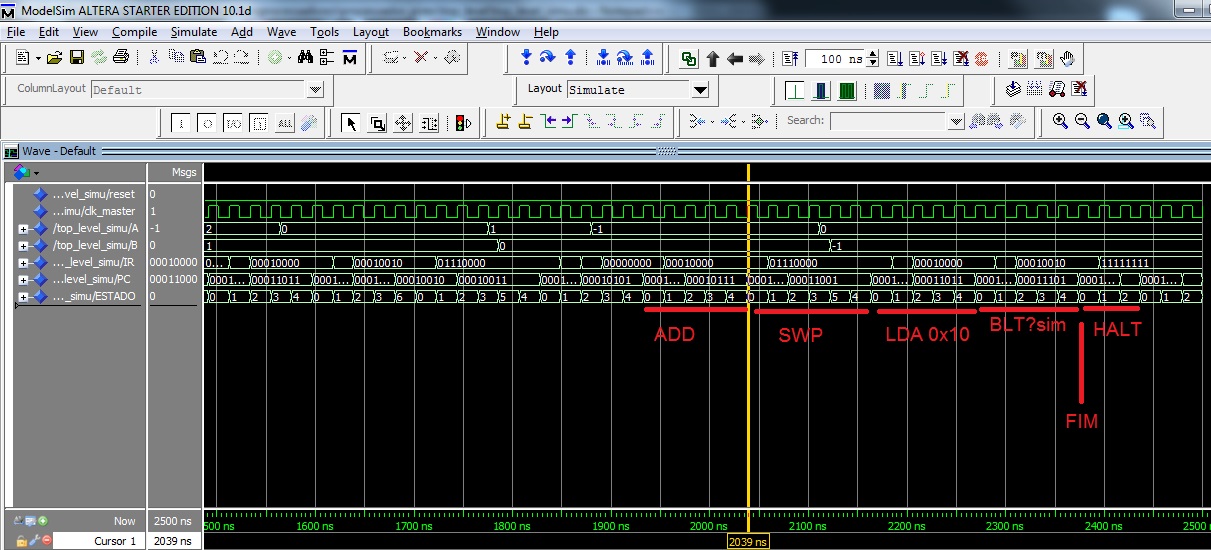 ModelSim ALTERA STARTER EDITION 10.1d
File Edit View Compile Simulate Add Wave Tools Layout Bookmarks Window Help
100 ns
ColumnLayout Default
Layout Simulate
ALL
Search:
Wave - Default
Msgs
...vel_simu/reset 0
...imu/clk_master 1
/top_level_simu/A -1 2 0 1 -1 0
/top_level_simu/B 0 1 0 -1
..._level_simu/IR 00010000 0... 00010000 00010010 01110000 00000000 00010000 01110000 00010000 00010010 11111111
...level_simu/PC 00011000 0001... 00011011 0001... 00010000 00010011 0001... 00010101 0001... 00010111 0001... 00011001 0001... 00011011 0001... 00010101 0001... 0001...
..._simu/ESTADO 0 0 1 2 3 4 0 1 2 3 6 0 1 2 3 5 4 0 1 2 3 4 0 1 2 3 4 0 1 2 3 5 4 0 1 2 3 4 0 1 2 3 4 0 1 2 0 1 2
ADD
SWP
LDA 0x10
BLT?sim
HALT
FIM
Now 2500 ns
500 ns 1600 ns 1700 ns 1800 ns 1900 ns 2000 ns 2100 ns 2200 ns 2300 ns 2400 ns 2500
Cursor 1 2039 ns
2039 ns